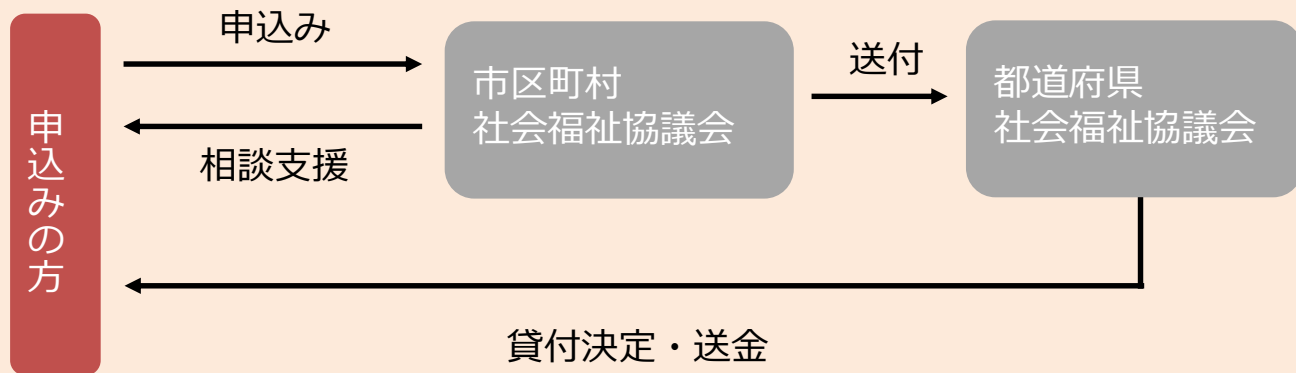 申込みの方
申込み
相談支援
市区町村
社会福祉協議会
送付
都道府県
社会福祉協議会
貸付決定・送金